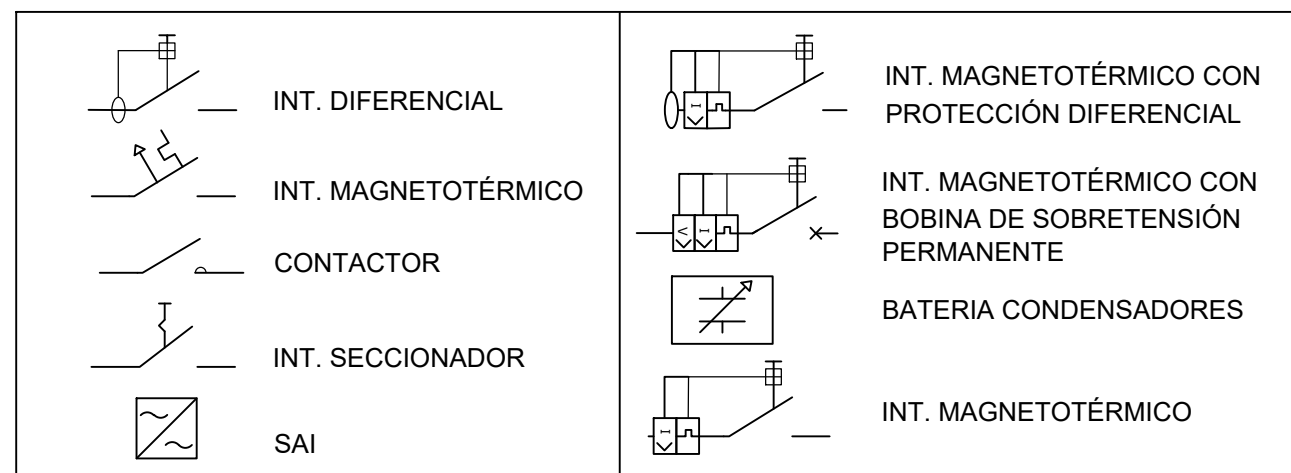 INT. DIFERENCIAL
INT. MAGNETOTÉRMICO
CONTACTOR
INT. SECCIONADOR
SAI
I
INT. MAGNETOTÉRMICO CON
PROTECCIÓN DIFERENCIAL
V I
INT. MAGNETOTÉRMICO CON
BOBINA DE SOBRETENSIÓN
PERMANENTE
BATERIA CONDENSADORES
I
INT. MAGNETOTÉRMICO